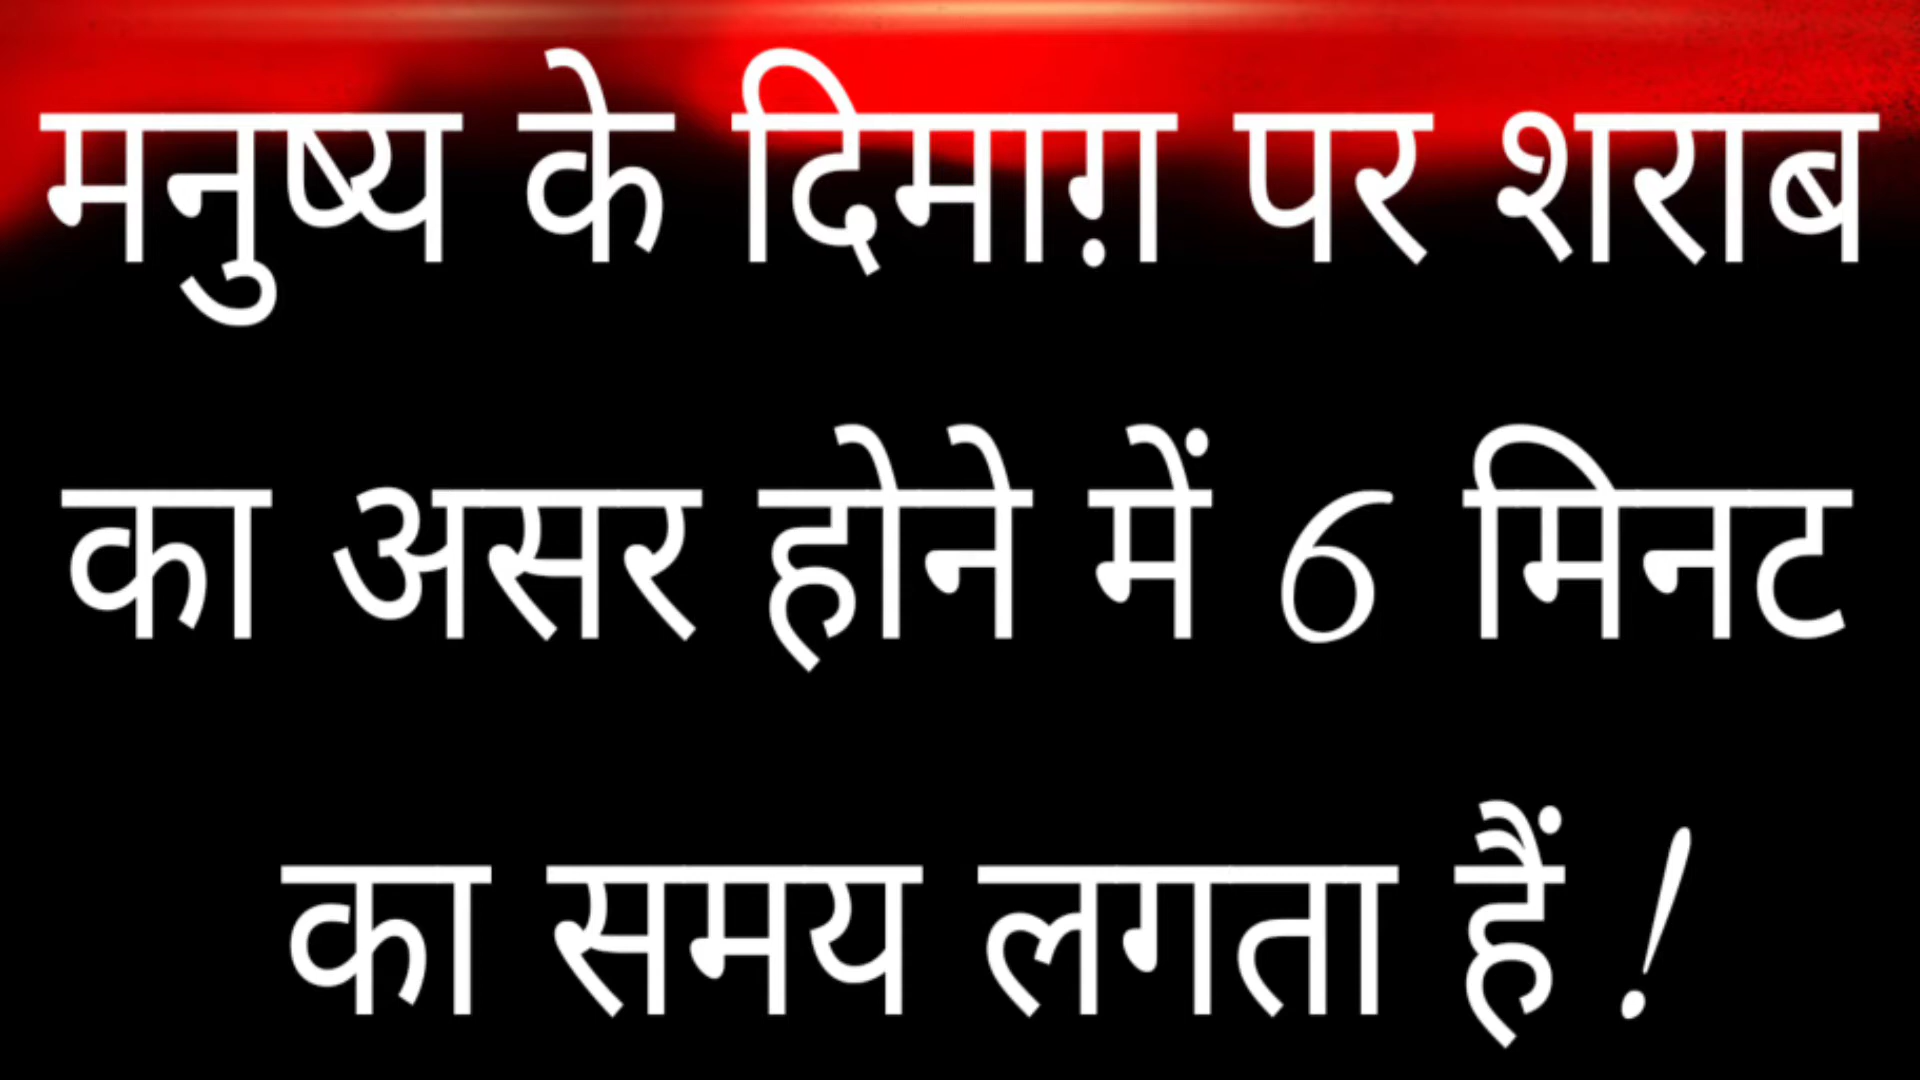 मनुष्य के दिमाग़ पर शराब
का असर होने में 6 मिनट
का समय लगता हैं !